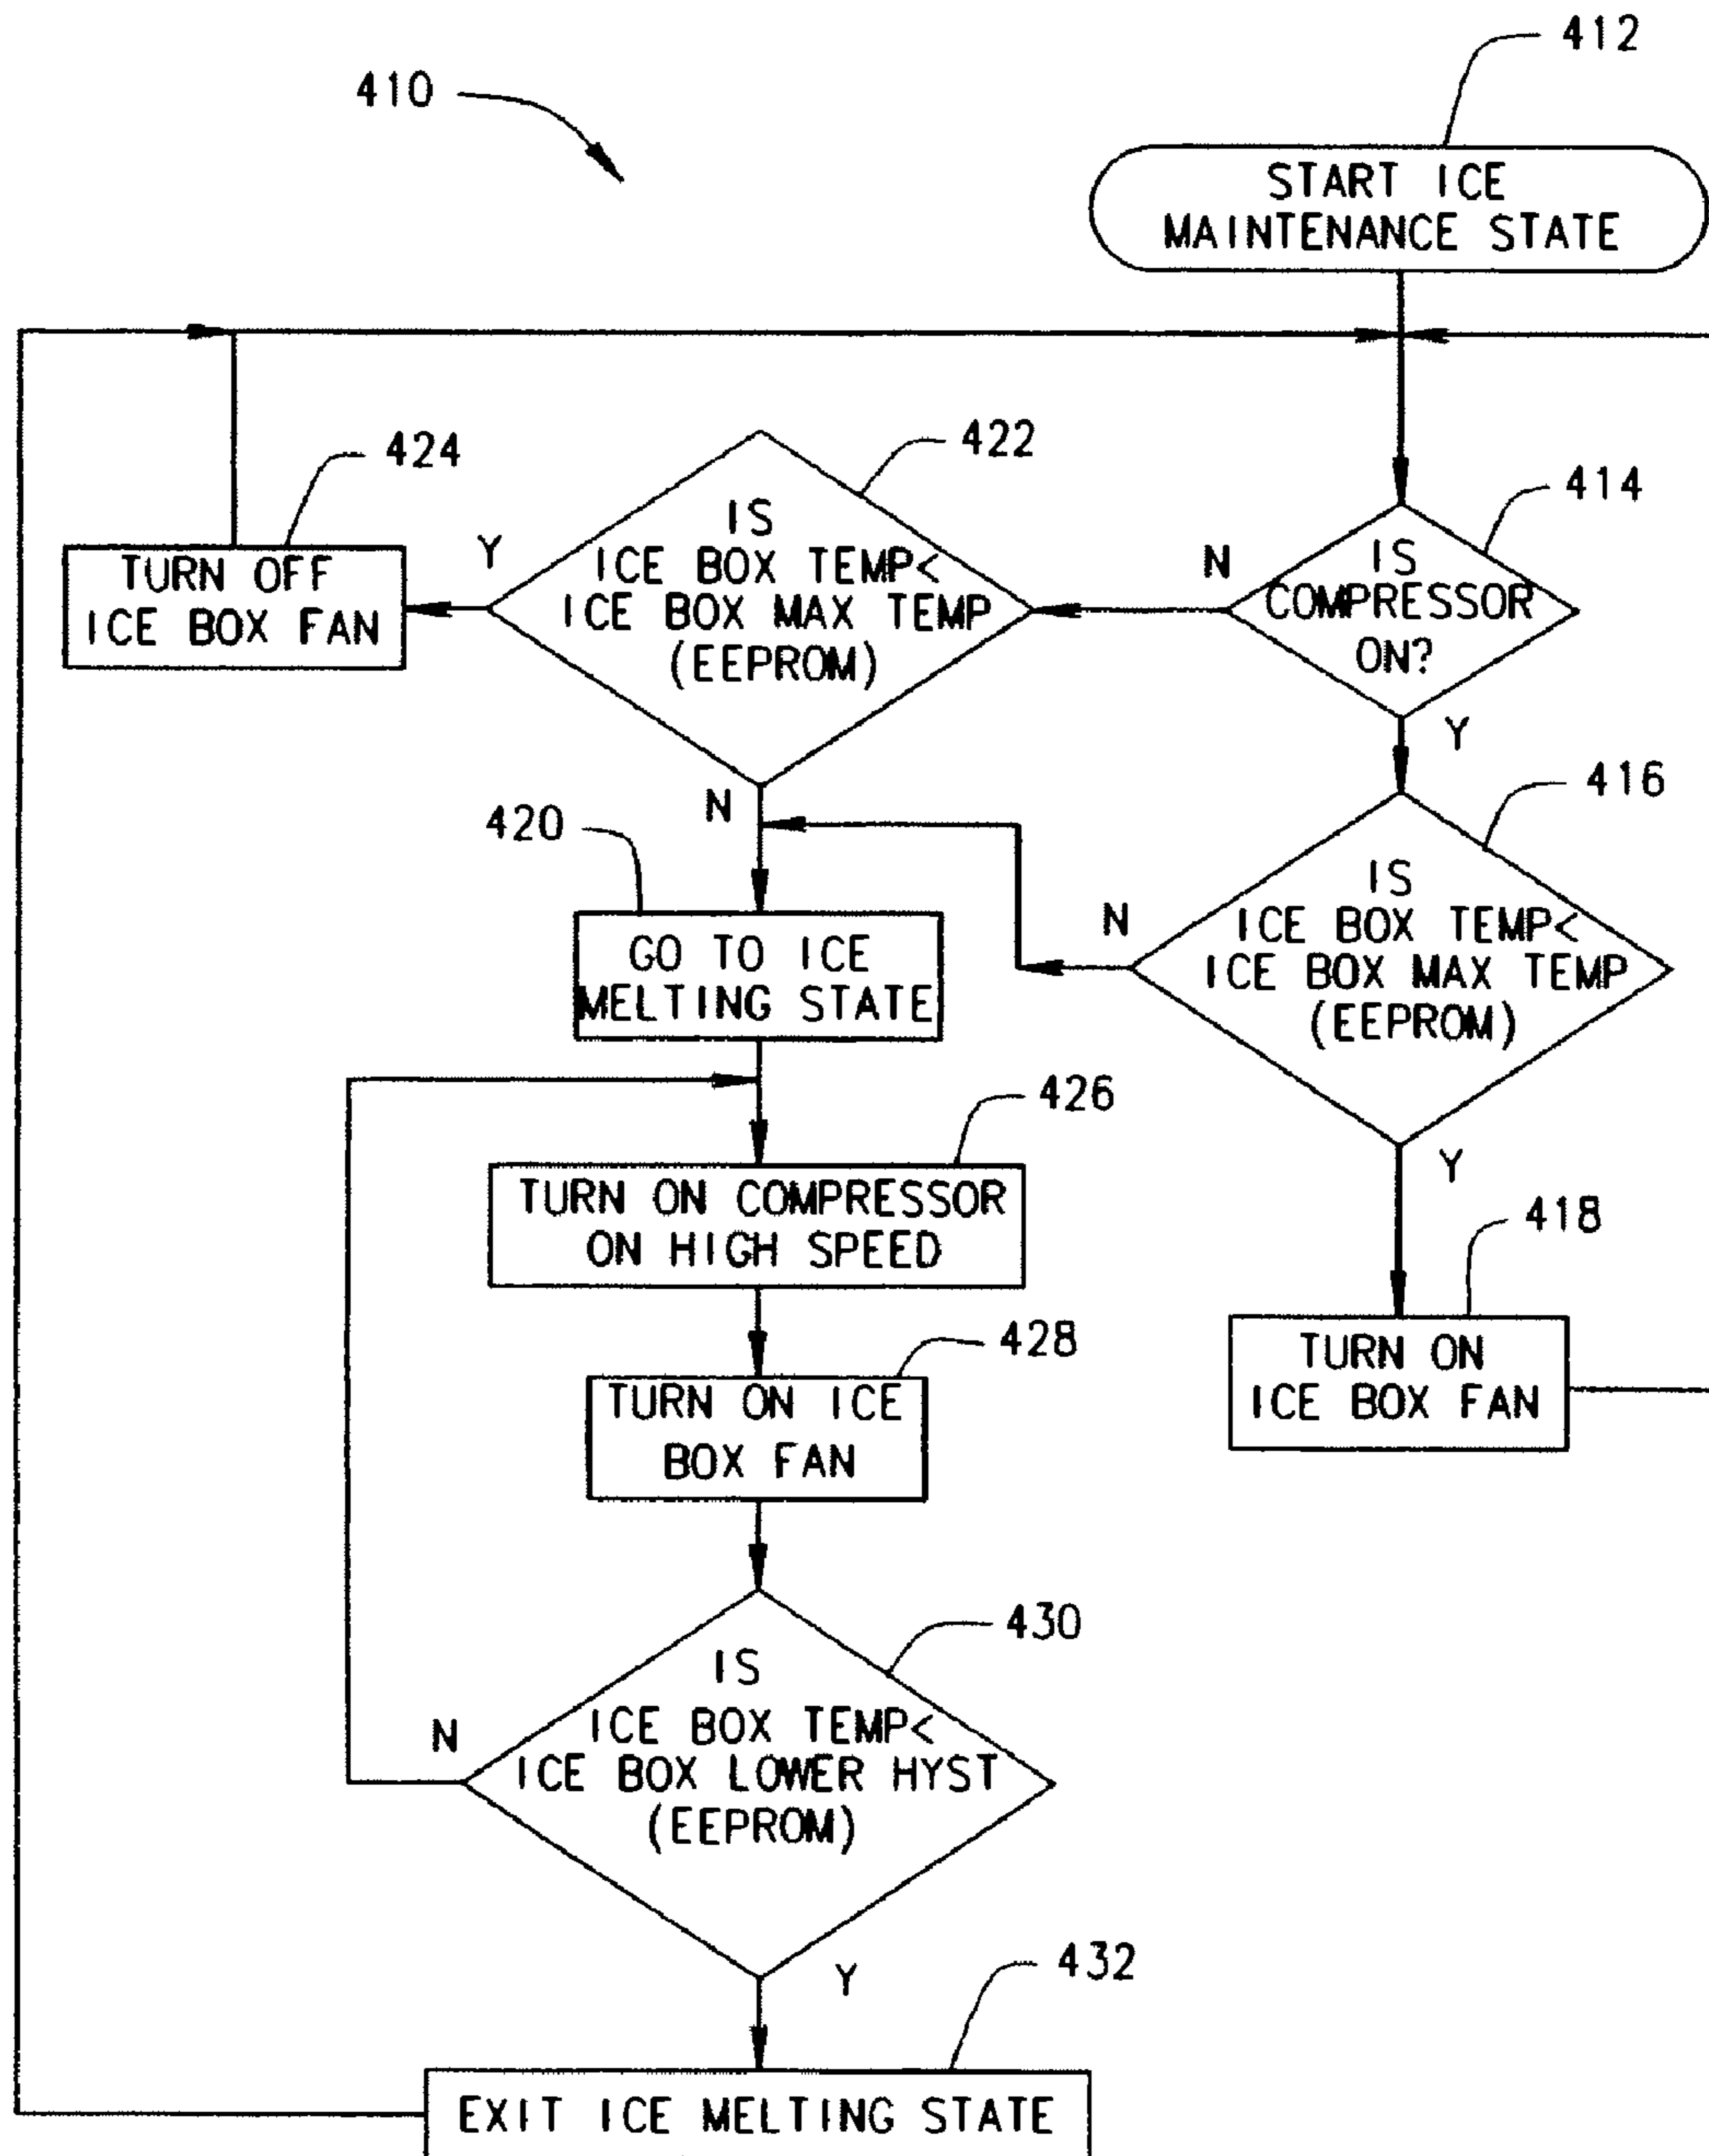 412
410
START ICE
MAINTENANCE STATE
422
424
414
IS
ICE BOX TEMP<
ICE BOX MAX TEMP
(EEPROM)
Y
TURN OFF
ICE BOX FAN
N
IS
COMPRESSOR
ON?
Y
N
416
420
IS
ICE BOX TEMP<
ICE BOX MAX TEMP
(EEPROM)
N
GO TO ICE
MELTING STATE
426
Y
TURN ON COMPRESSOR
ON HIGH SPEED
418
428
TURN ON
ICE BOX FAN
TURN ON ICE
BOX FAN
430
IS
ICE BOX TEMP<
ICE BOX LOWER HYST
(EEPROM)
N
Y
432
EXIT ICE MELTING STATE